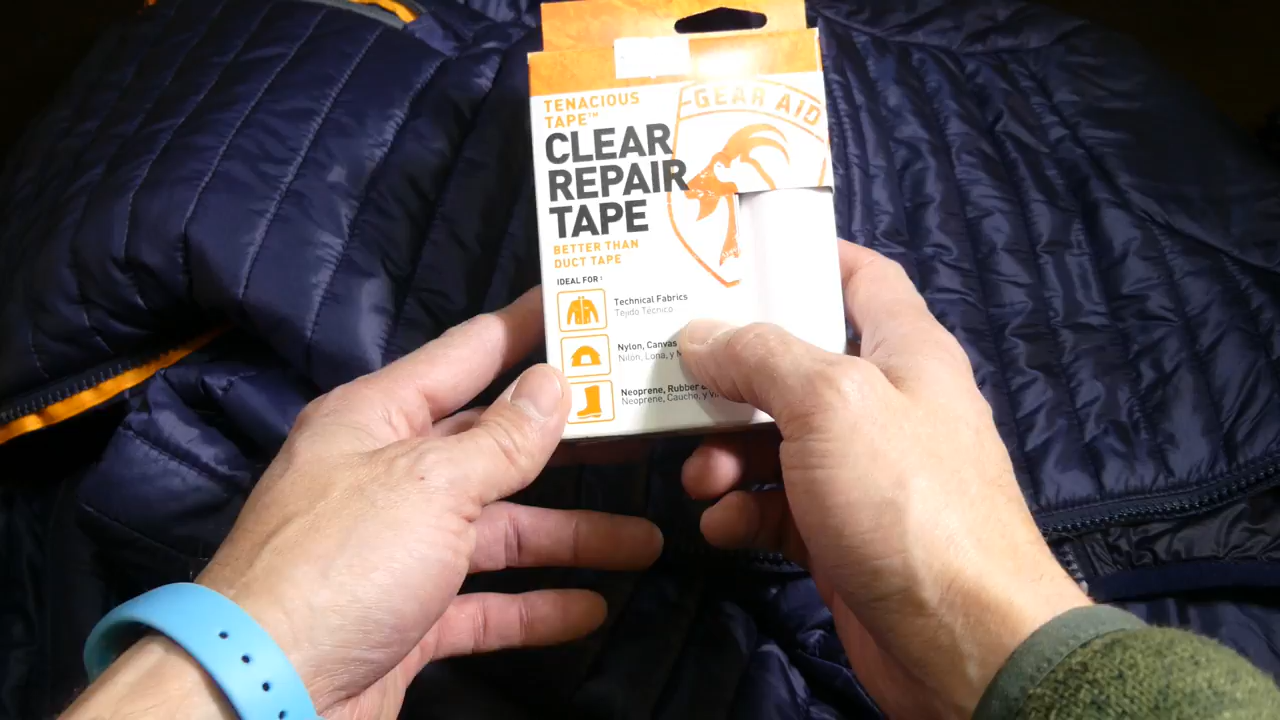 GEAR AID
TENACIOUS
TAPE™
CLEAR
REPAIR
TAPE
BETTER THAN
DUCT TAPE
IDEAL FOR:
Technical Fabrics
Tejido Técnico
Nylon, Canvas
Nilón, Lona, y
Neoprene, Rubber
Neoprene, Caucho, y